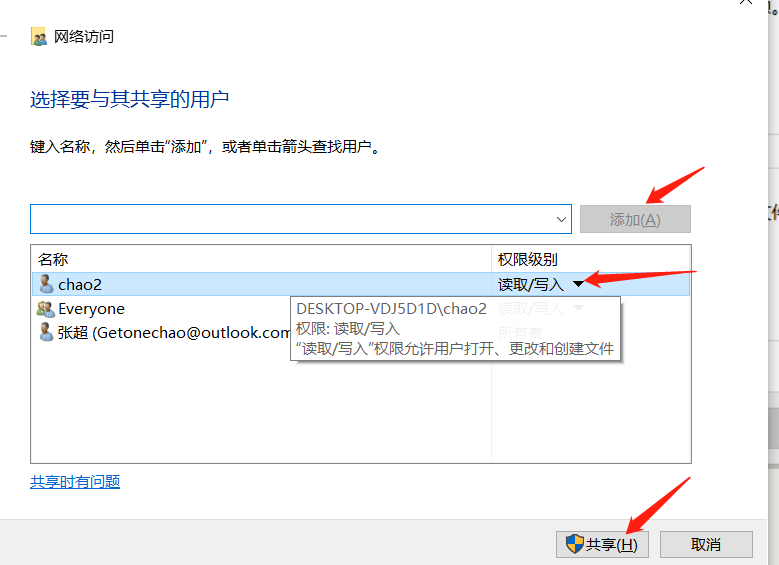 网络访问
选择要与其共享的用户
键入名称，然后单击“添加”，或者单击箭头查找用户。
添加(A)
名称 权限级别
chao2 读取/写入
Everyone 读取/写入
张超 (Getonechao@outlook.com 所有者
DESKTOP-VDJ5D1D\chao2
权限: 读取/写入
“读取/写入”权限允许用户打开、更改和创建文件
共享时有问题
共享(H) 取消